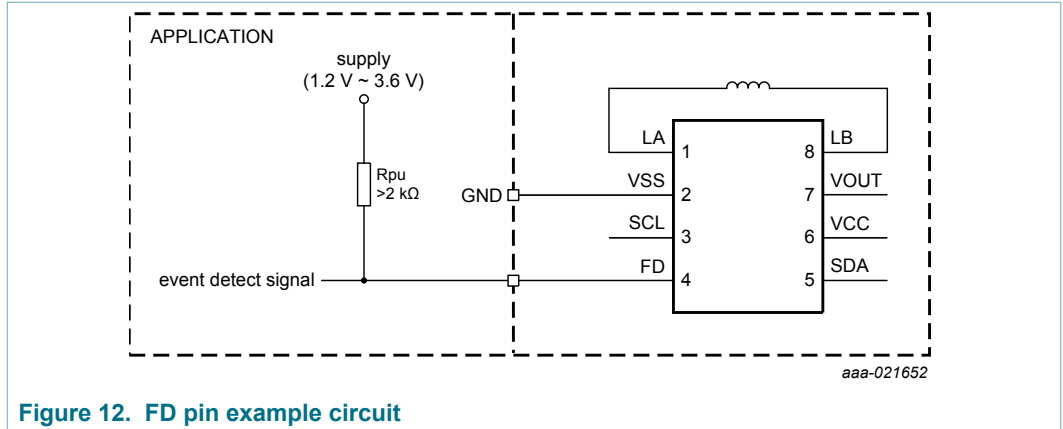 APPLICATION
supply
(1.2 V ~ 3.6 V)
Rpu
>2 kΩ
GND
event detect signal
LA
1
8
LB
VSS
2
7
VOUT
SCL
3
6
VCC
FD
4
5
SDA
aaa-021652
Figure 12. FD pin example circuit